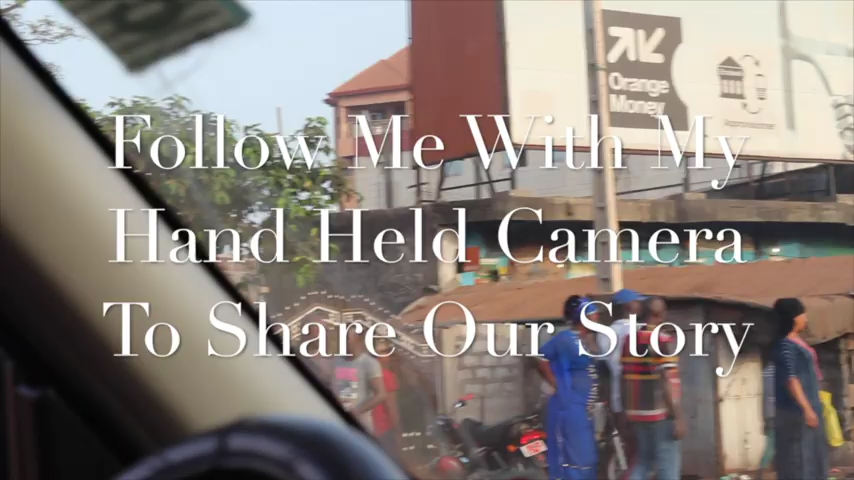 Orange
Money
Follow Me With My
Hand Held Camera
To Share Our Story